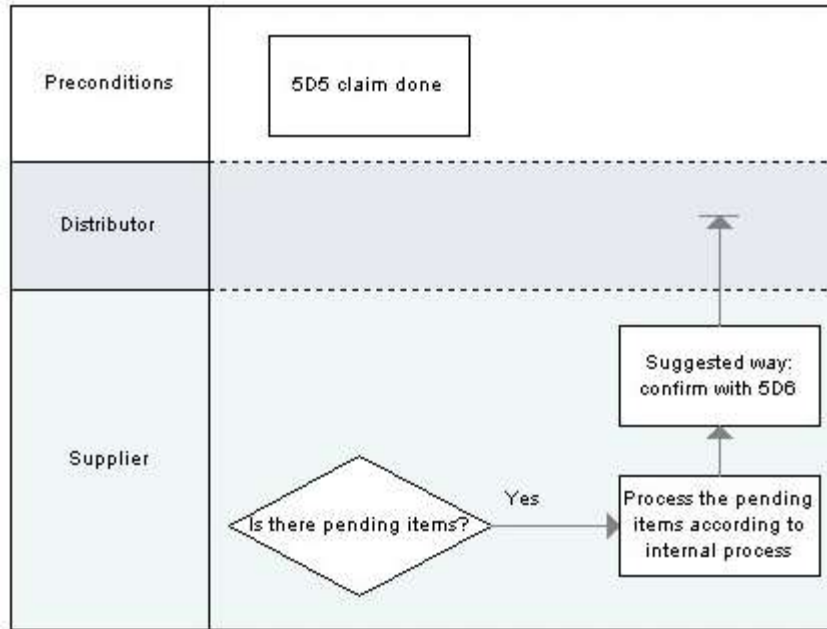 Preconditions
5D5 claim done
Distributor
Suggested way:
confirm with 5D6
Supplier
Is there pending items?
Yes
Process the pending
items according to
internal process